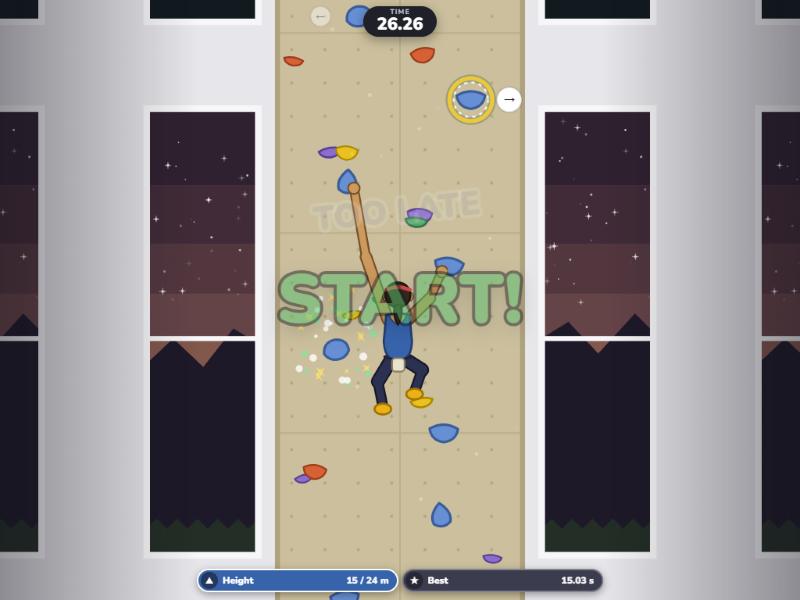 TIME
26.26
←
→
TOO LATE
START!
Height 15 / 24 m
Best 15.03 s